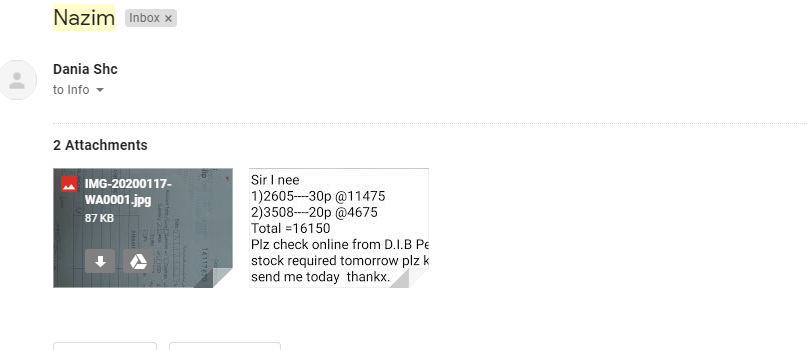 Nazim Inbox ×
Dania Shc
to Info
2 Attachments
IMG-20200117-
WA0001.jpg
87 KB
Sir I nee
1)2605----30p @11475
2)3508----20p @4675
Total =16150
Plz check online from D.I.B Pe
stock required tomorrow plz k
send me today thankx.